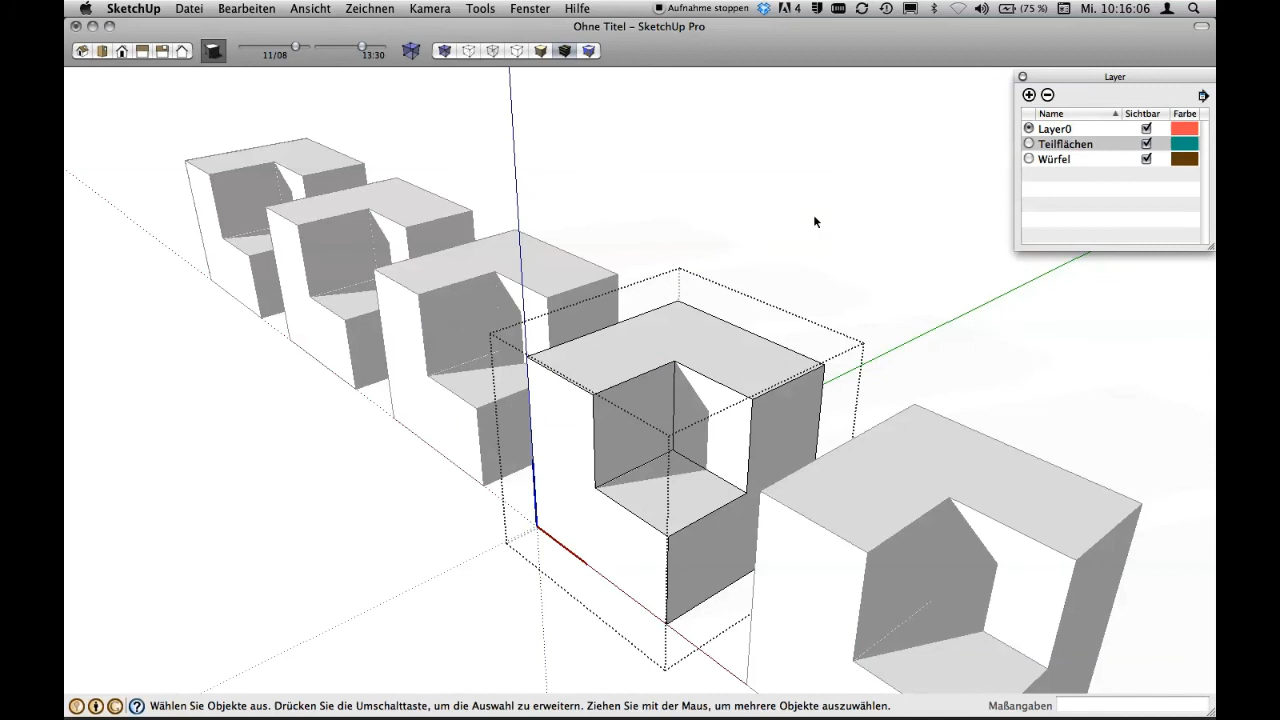 SketchUp Datei Bearbeiten Ansicht Zeichnen Kamera Tools Fenster Hilfe Aufnahme stoppen 4 (75 %) Mi. 10:16:06
Ohne Titel – SketchUp Pro
11/08 13:30
Layer
Name Sichtbar Farbe
Layer0
Teilflächen
Würfel
Wählen Sie Objekte aus. Drücken Sie die Umschalttaste, um die Auswahl zu erweitern. Ziehen Sie mit der Maus, um mehrere Objekte auszuwählen. Maßangaben